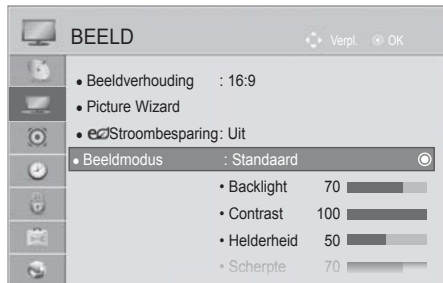 BEELD Verpl. OK
• Beeldverhouding : 16:9
• Picture Wizard
• eco Stroombesparing: Uit
• Beeldmodus : Standaard
• Backlight 70
• Contrast 100
• Helderheid 50
• Scherpte 70